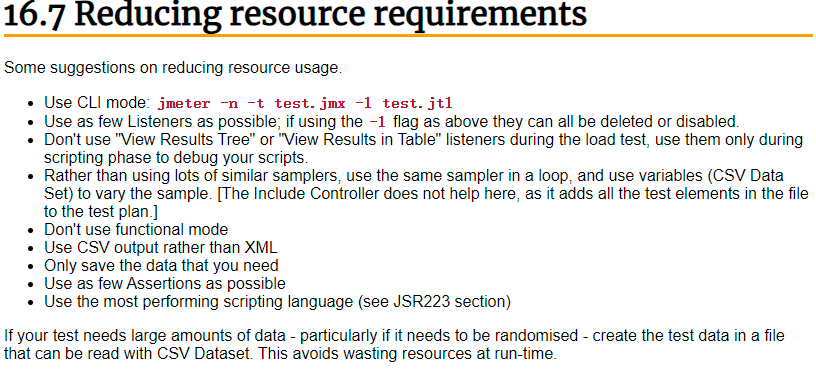 16.7 Reducing resource requirements
Some suggestions on reducing resource usage.
• Use CLI mode: jmeter -n -t test.jmx -l test.jtl
• Use as few Listeners as possible; if using the -l flag as above they can all be deleted or disabled.
• Don't use "View Results Tree" or "View Results in Table" listeners during the load test, use them only during
scripting phase to debug your scripts.
• Rather than using lots of similar samplers, use the same sampler in a loop, and use variables (CSV Data
Set) to vary the sample. [The Include Controller does not help here, as it adds all the test elements in the file
to the test plan.]
• Don't use functional mode
• Use CSV output rather than XML
• Only save the data that you need
• Use as few Assertions as possible
• Use the most performing scripting language (see JSR223 section)
If your test needs large amounts of data - particularly if it needs to be randomised - create the test data in a file
that can be read with CSV Dataset. This avoids wasting resources at run-time.